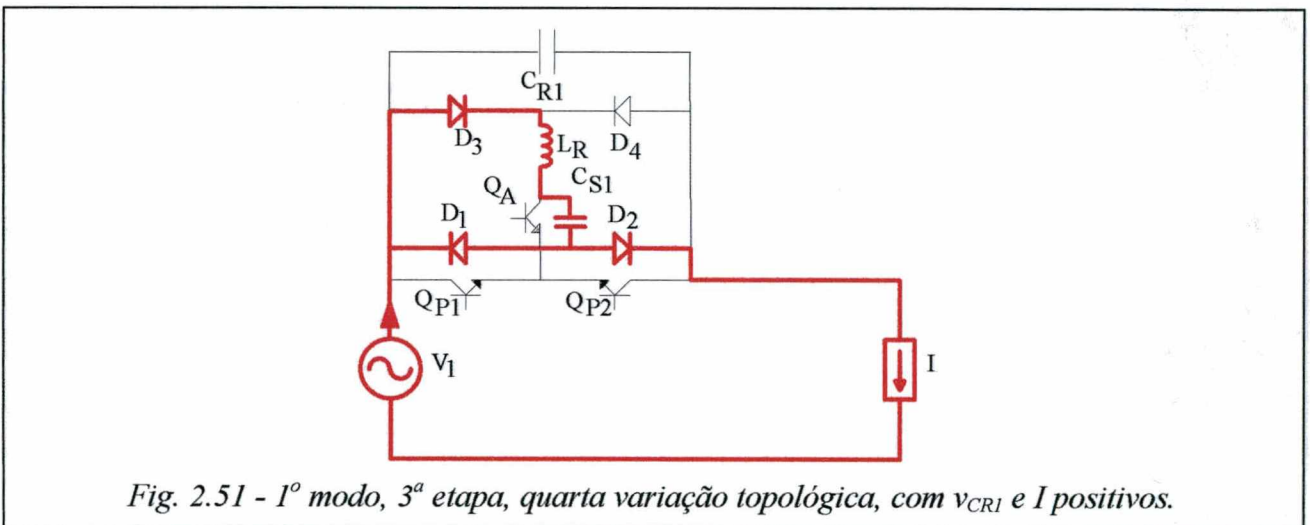 C_R1
D_3
D_4
L_R
C_S1
Q_A
D_1
D_2
Q_P1
Q_P2
V_1
I
Fig. 2.51 - 1º modo, 3ª etapa, quarta variação topológica, com v_CR1 e I positivos.